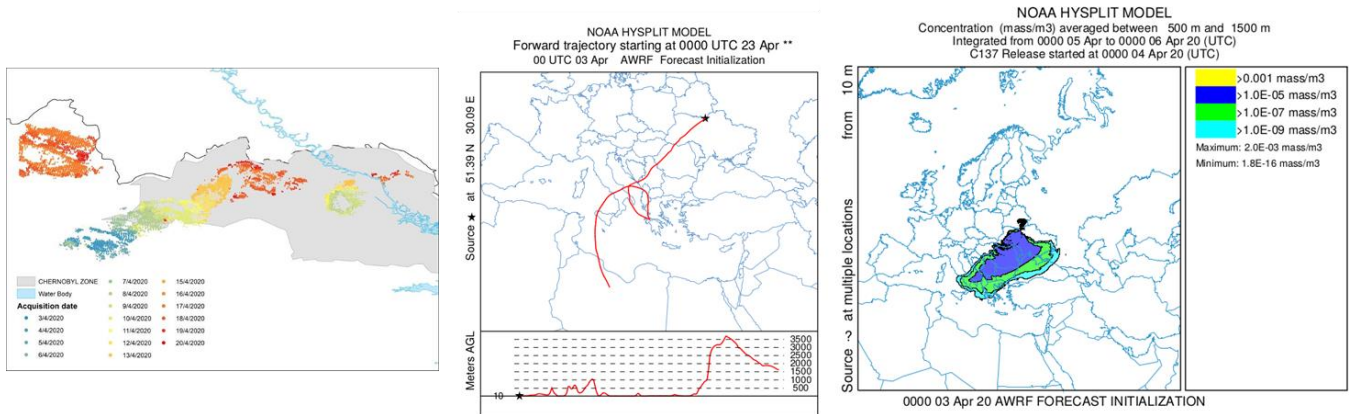 CHERNOBYL ZONE
Water Body
Acquisition date
3/4/2020
4/4/2020
5/4/2020
6/4/2020
7/4/2020
8/4/2020
9/4/2020
10/4/2020
11/4/2020
12/4/2020
13/4/2020
15/4/2020
16/4/2020
17/4/2020
18/4/2020
19/4/2020
20/4/2020
NOAA HYSPLIT MODEL
Forward trajectory starting at 0000 UTC 23 Apr **
00 UTC 03 Apr AWRF Forecast Initialization
Source ★ at 51.39 N 30.09 E
Meters AGL
10
3500
3000
2500
2000
1500
1000
500
NOAA HYSPLIT MODEL
Concentration (mass/m3) averaged between 500 m and 1500 m
Integrated from 0000 05 Apr to 0000 06 Apr 20 (UTC)
C137 Release started at 0000 04 Apr 20 (UTC)
Source ? at multiple locations from 10 m
?
>0.001 mass/m3
>1.0E-05 mass/m3
>1.0E-07 mass/m3
>1.0E-09 mass/m3
Maximum: 2.0E-03 mass/m3
Minimum: 1.8E-16 mass/m3
0000 03 Apr 20 AWRF FORECAST INITIALIZATION